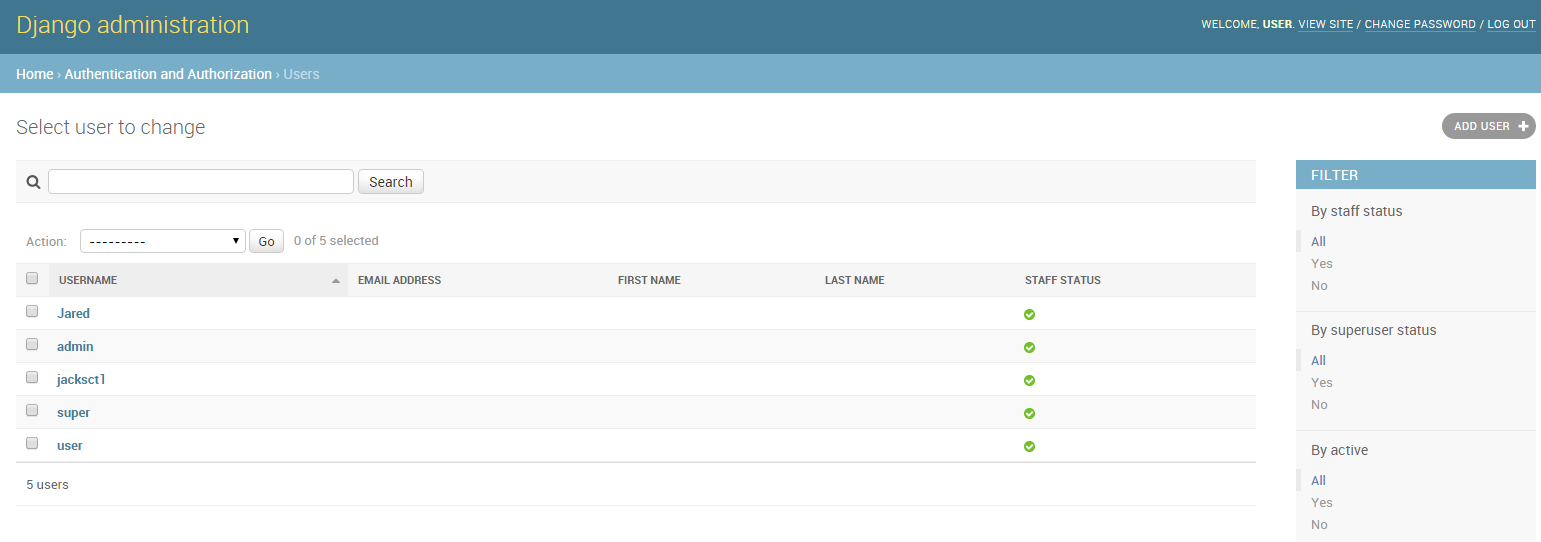 Django administration
WELCOME, USER. VIEW SITE / CHANGE PASSWORD / LOG OUT
Home › Authentication and Authorization › Users
Select user to change
ADD USER +
Search
Action: --------- Go 0 of 5 selected
USERNAME EMAIL ADDRESS FIRST NAME LAST NAME STAFF STATUS
Jared
admin
jacksct1
super
user
5 users
FILTER
By staff status
All
Yes
No
By superuser status
All
Yes
No
By active
All
Yes
No